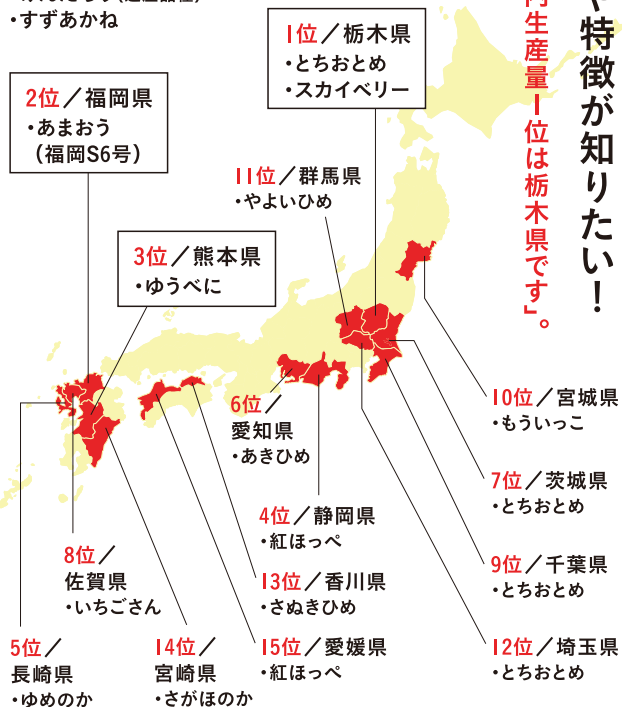 ・すずあかね
特徴が知りたい！
生産量1位は栃木県です」。
1位／栃木県
・とちおとめ
・スカイベリー
2位／福岡県
・あまおう
（福岡S6号）
3位／熊本県
・ゆうべに
11位／群馬県
・やよいひめ
6位／
愛知県
・あきひめ
4位／静岡県
・紅ほっぺ
10位／宮城県
・もういっこ
7位／茨城県
・とちおとめ
9位／千葉県
・とちおとめ
12位／埼玉県
・とちおとめ
13位／香川県
・さぬきひめ
15位／愛媛県
・紅ほっぺ
8位／
佐賀県
・いちごさん
5位／
長崎県
・ゆめのか
14位／
宮崎県
・さがほのか